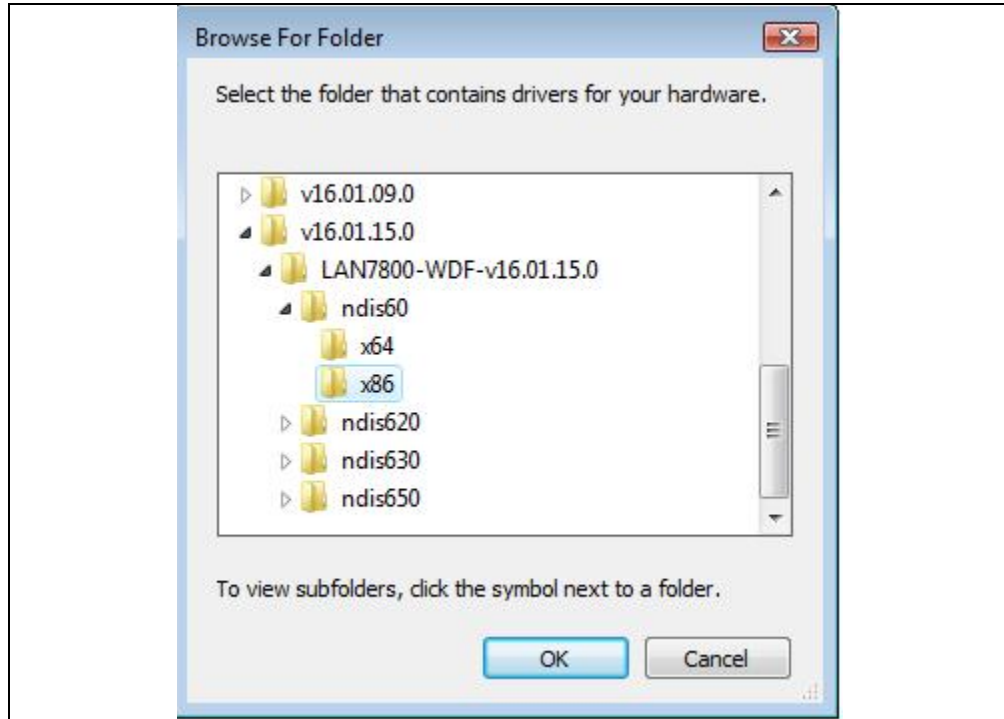 Browse For Folder
Select the folder that contains drivers for your hardware.
v16.01.09.0
v16.01.15.0
LAN7800-WDF-v16.01.15.0
ndis60
x64
x86
ndis620
ndis630
ndis650
To view subfolders, click the symbol next to a folder.
OK Cancel